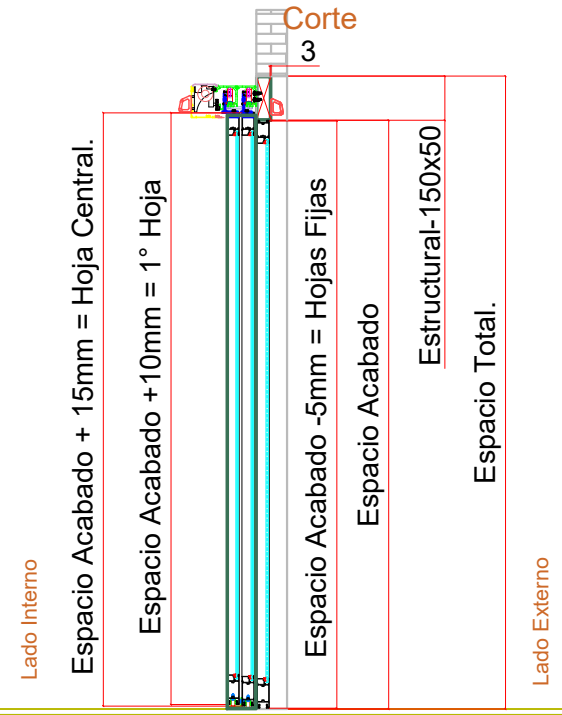 Corte
3
Lado Interno
Espacio Acabado + 15mm = Hoja Central.
Espacio Acabado +10mm = 1° Hoja
Espacio Acabado -5mm = Hojas Fijas
Espacio Acabado
Estructural-150x50
Espacio Total.
Lado Externo